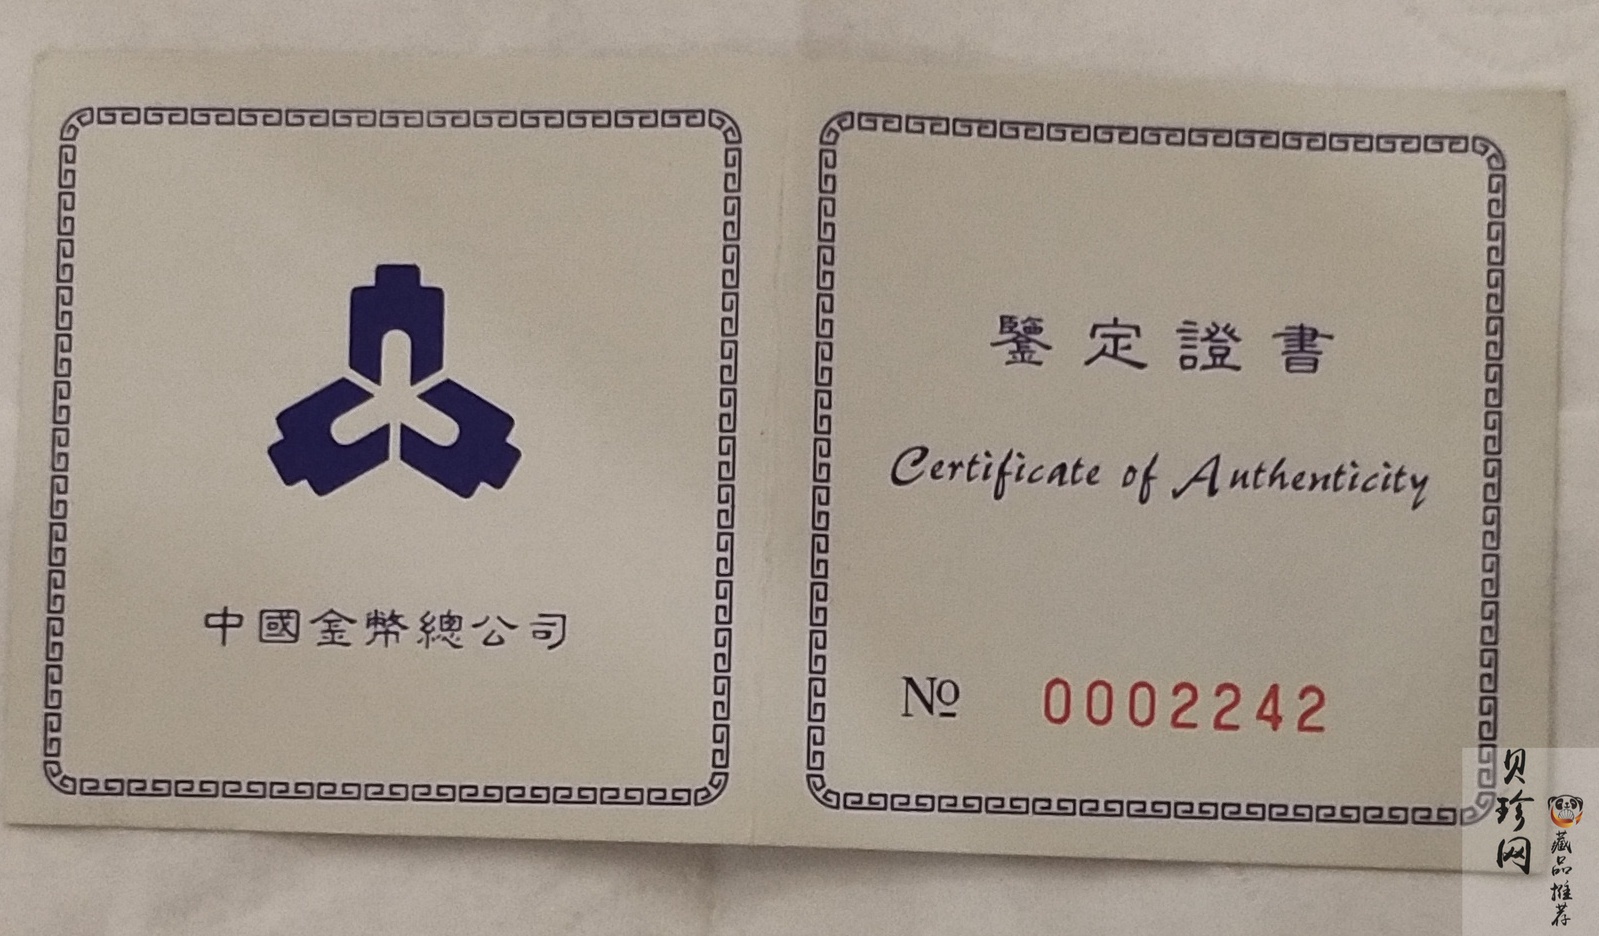 中國金幣總公司
鑒定證書
Certificate of Authenticity
Nº 0002242
贝珍网
藏品推荐